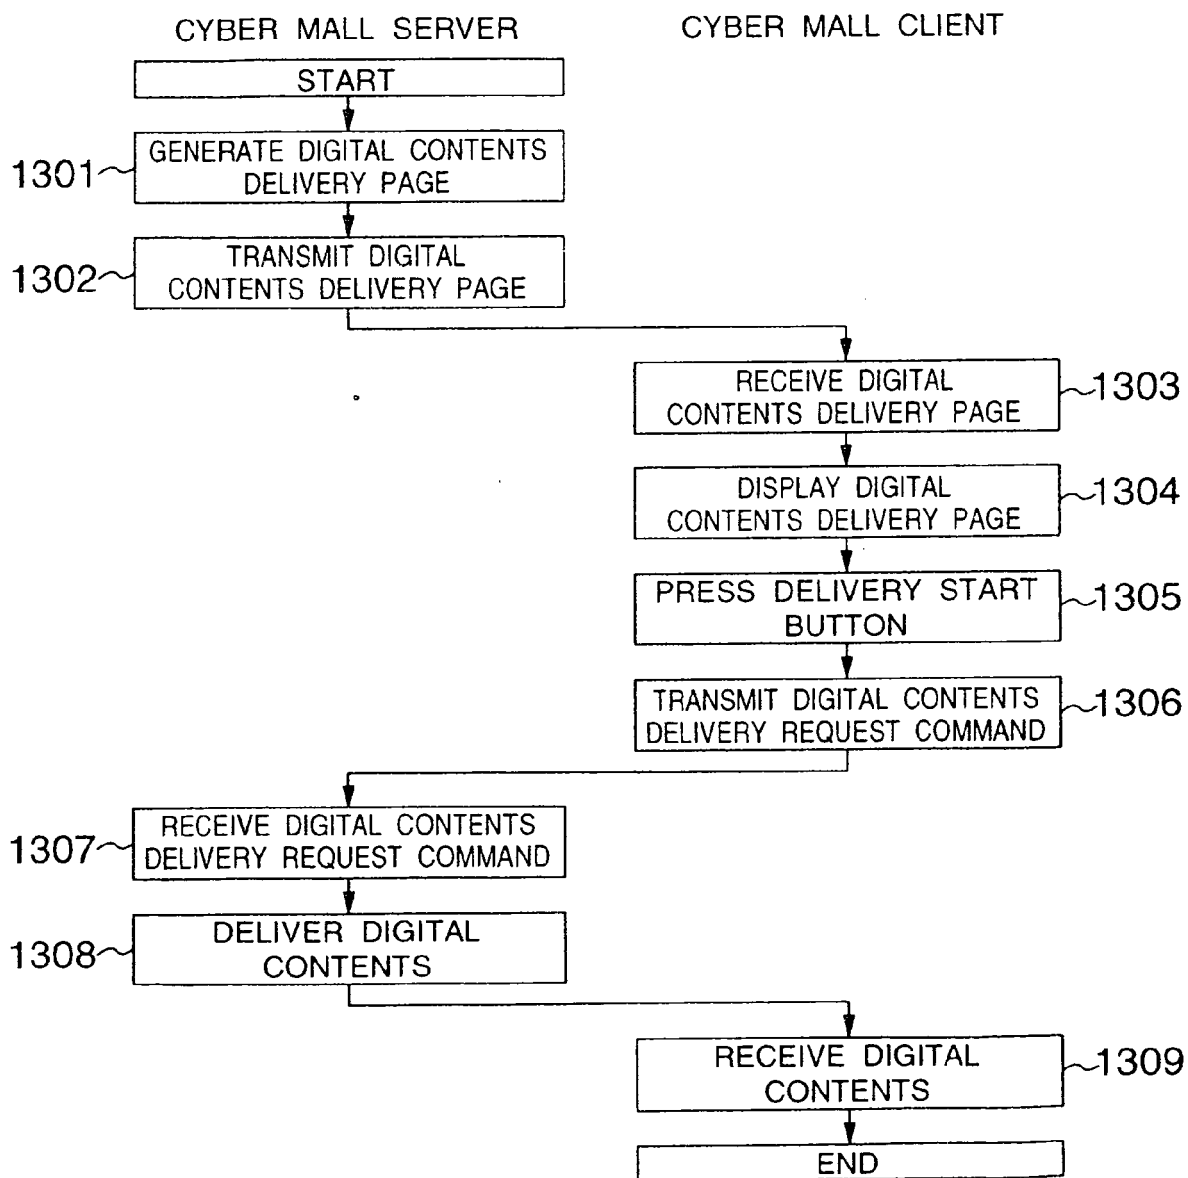 CYBER MALL SERVER
CYBER MALL CLIENT
START
1301
GENERATE DIGITAL CONTENTS
DELIVERY PAGE
1302
TRANSMIT DIGITAL
CONTENTS DELIVERY PAGE
RECEIVE DIGITAL
CONTENTS DELIVERY PAGE
1303
DISPLAY DIGITAL
CONTENTS DELIVERY PAGE
1304
PRESS DELIVERY START
BUTTON
1305
TRANSMIT DIGITAL CONTENTS
DELIVERY REQUEST COMMAND
1306
1307
RECEIVE DIGITAL CONTENTS
DELIVERY REQUEST COMMAND
1308
DELIVER DIGITAL
CONTENTS
RECEIVE DIGITAL
CONTENTS
1309
END